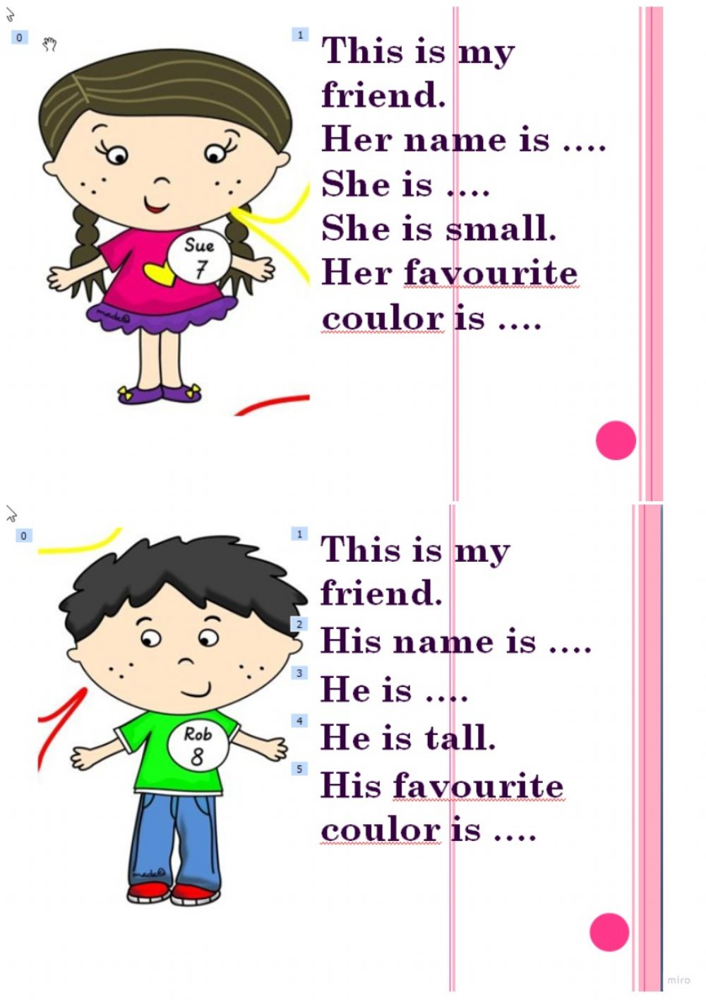 0
1
This is my
friend.
Her name is ....
She is ....
She is small.
Her favourite
coulor is ....
Sue
7
made
0
1
This is my
friend.
2
His name is ....
3
He is ....
4
He is tall.
5
His favourite
coulor is ....
Rob
8
made
miro